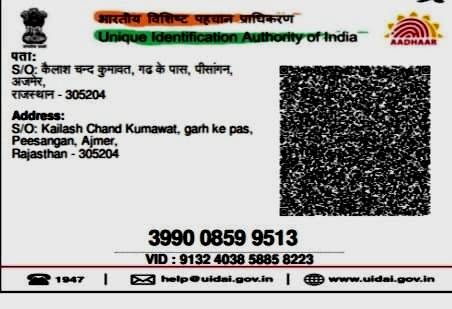 भारतीय विशिष्ट पहचान प्राधिकरण
Unique Identification Authority of India
AADHAAR
पता:
S/O: कैलाश चन्द कुमावत, गढ के पास, पीसांगन,
अजमेर,
राजस्थान - 305204
Address:
S/O: Kailash Chand Kumawat, garh ke pas,
Peesangan, Ajmer,
Rajasthan - 305204
3990 0859 9513
VID : 9132 4038 5885 8223
1947 | help@uidai.gov.in | www.uidai.gov.in